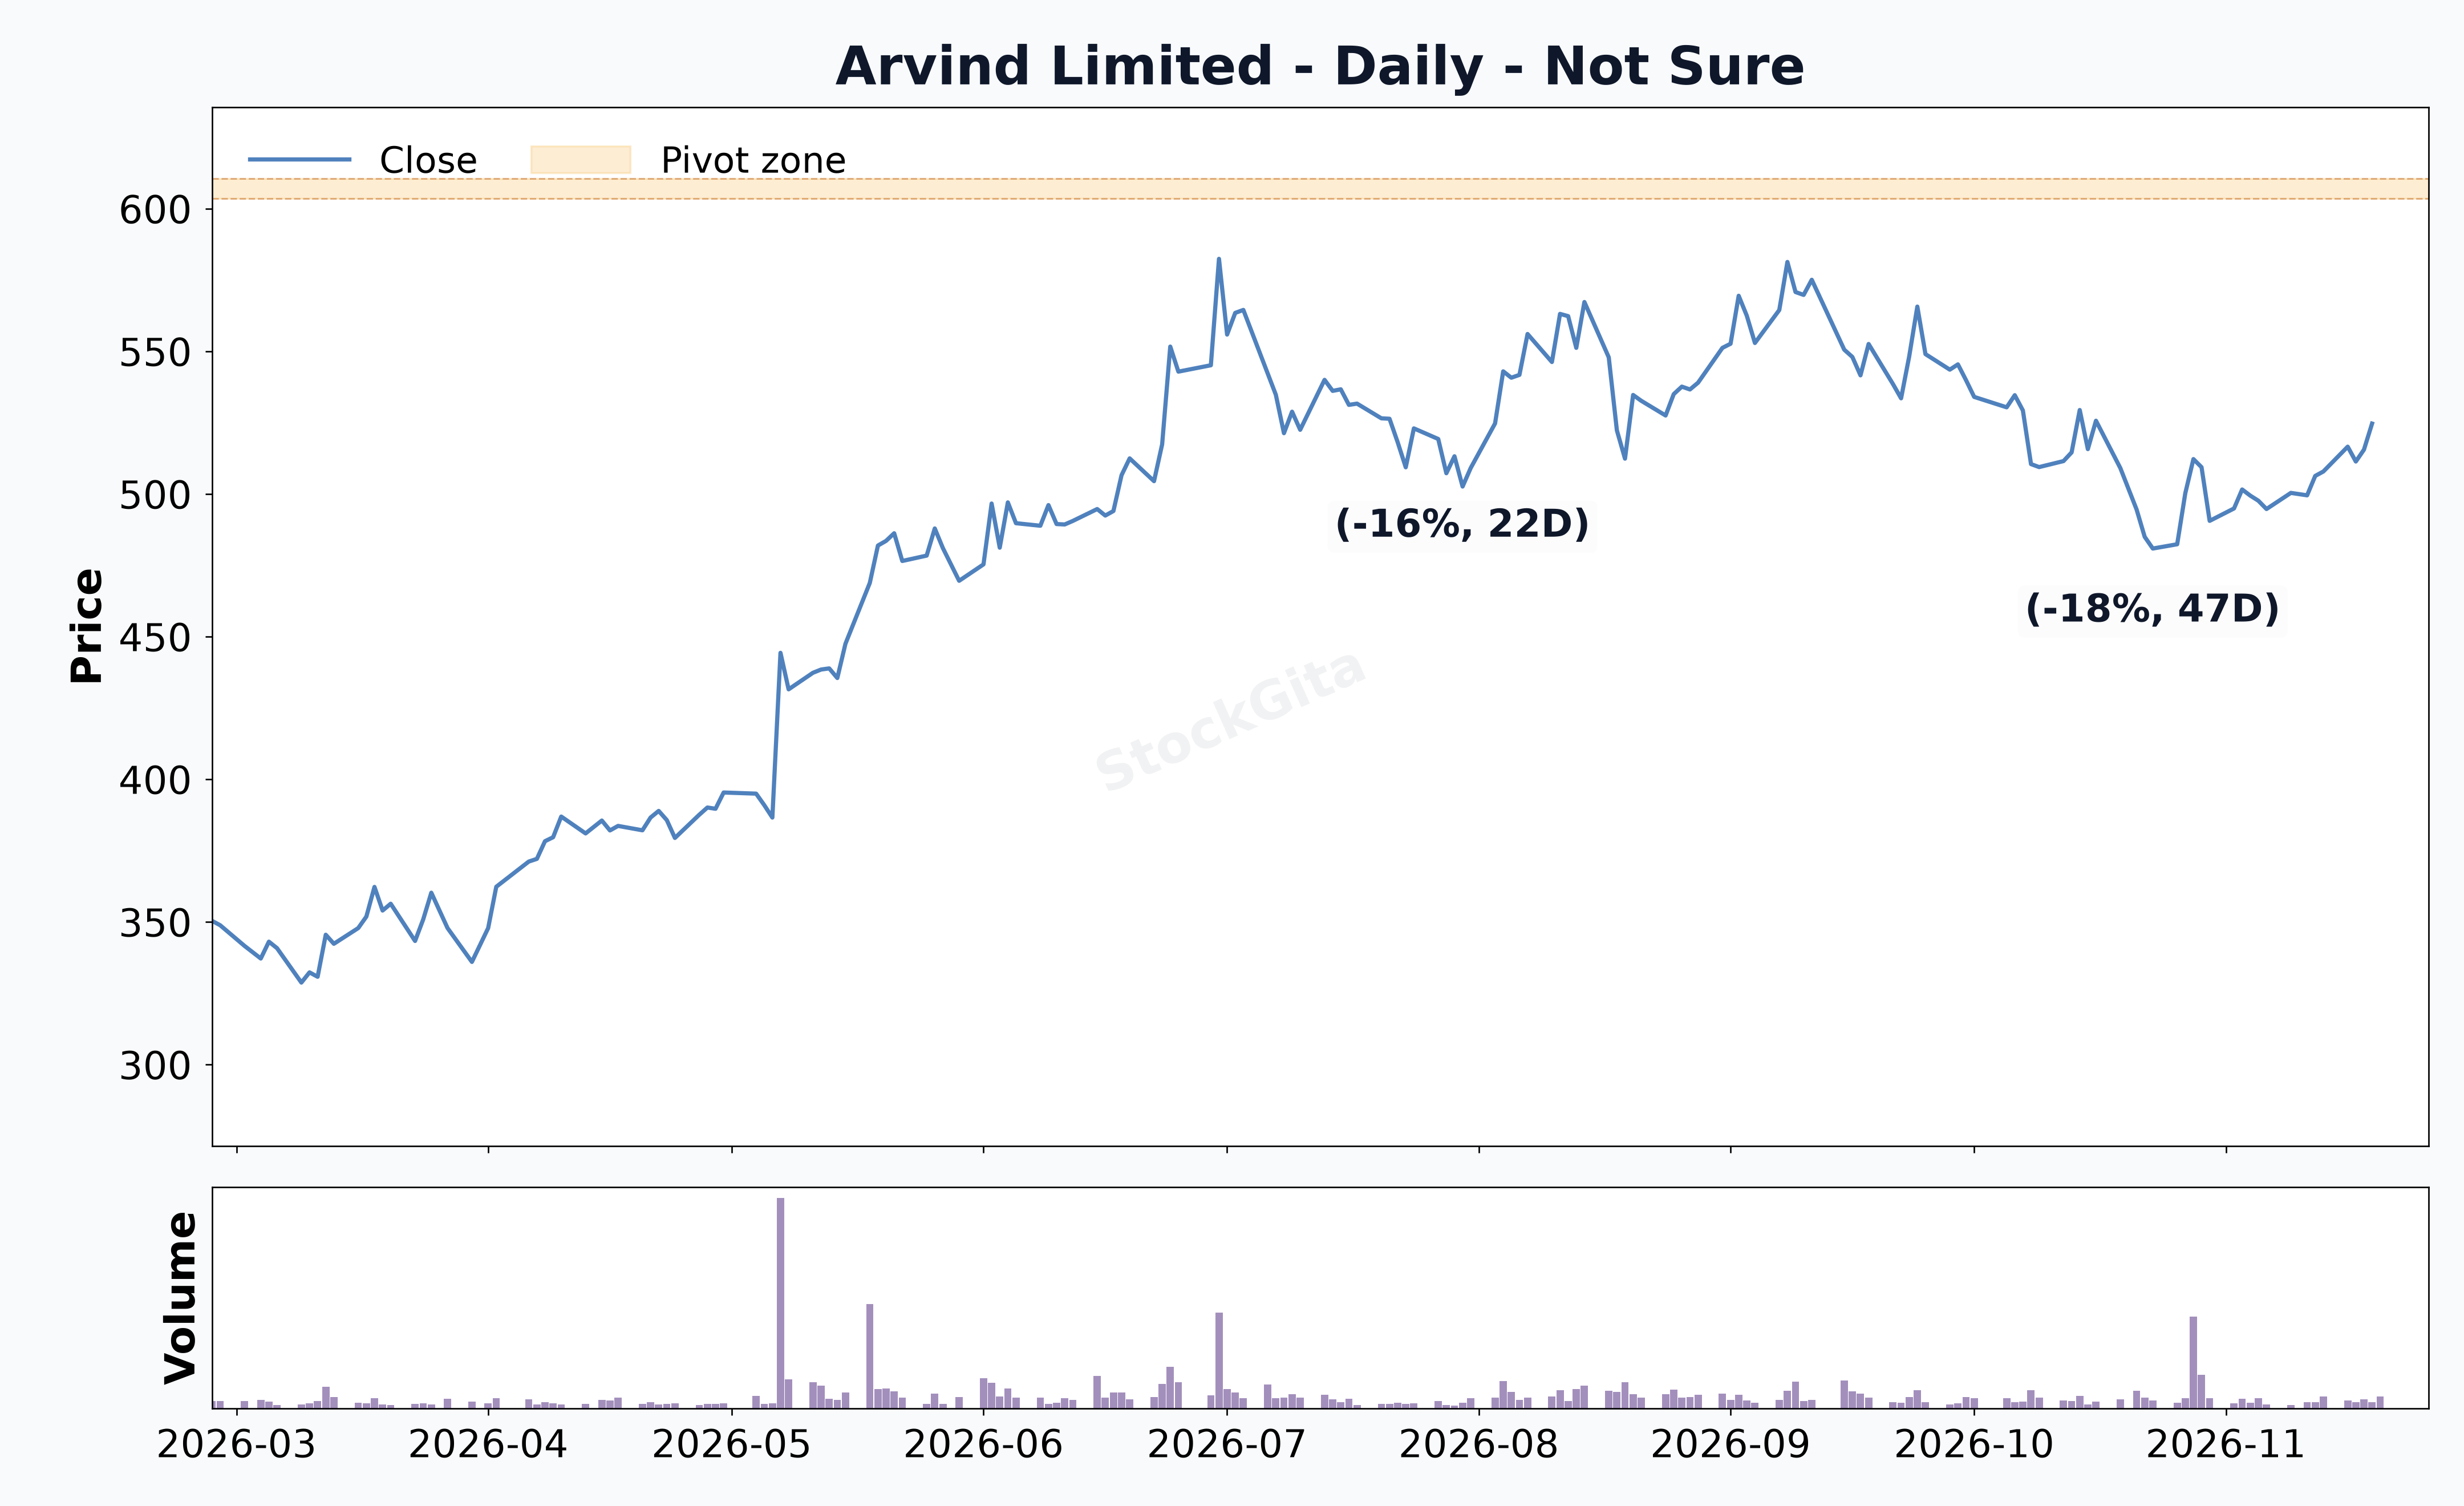 Arvind Limited - Daily - Not Sure
Close
Pivot zone
600
550
500
450
400
350
300
Price
(-16%, 22D)
(-18%, 47D)
StockGita
Volume
2026-03
2026-04
2026-05
2026-06
2026-07
2026-08
2026-09
2026-10
2026-11